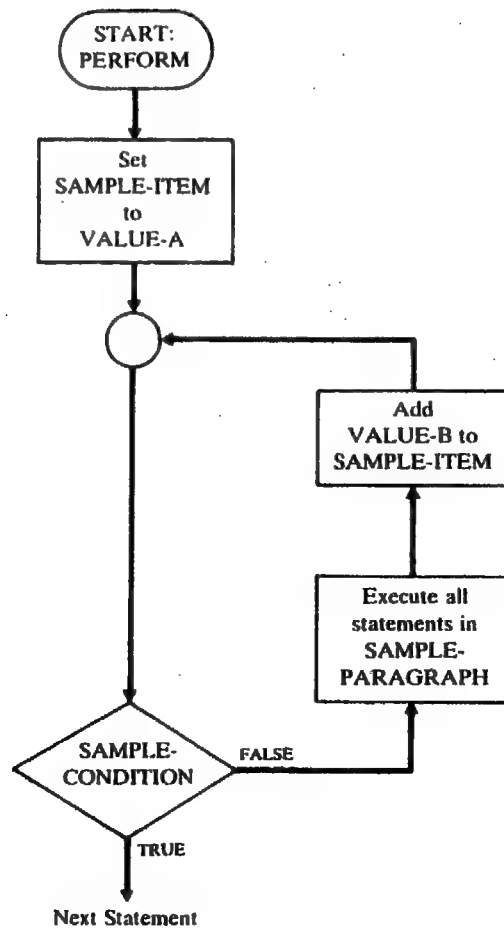 START:
PERFORM
Set
SAMPLE-ITEM
to
VALUE-A
Add
VALUE-B to
SAMPLE-ITEM
Execute all
statements in
SAMPLE-
PARAGRAPH
SAMPLE-
CONDITION
FALSE
TRUE
Next Statement